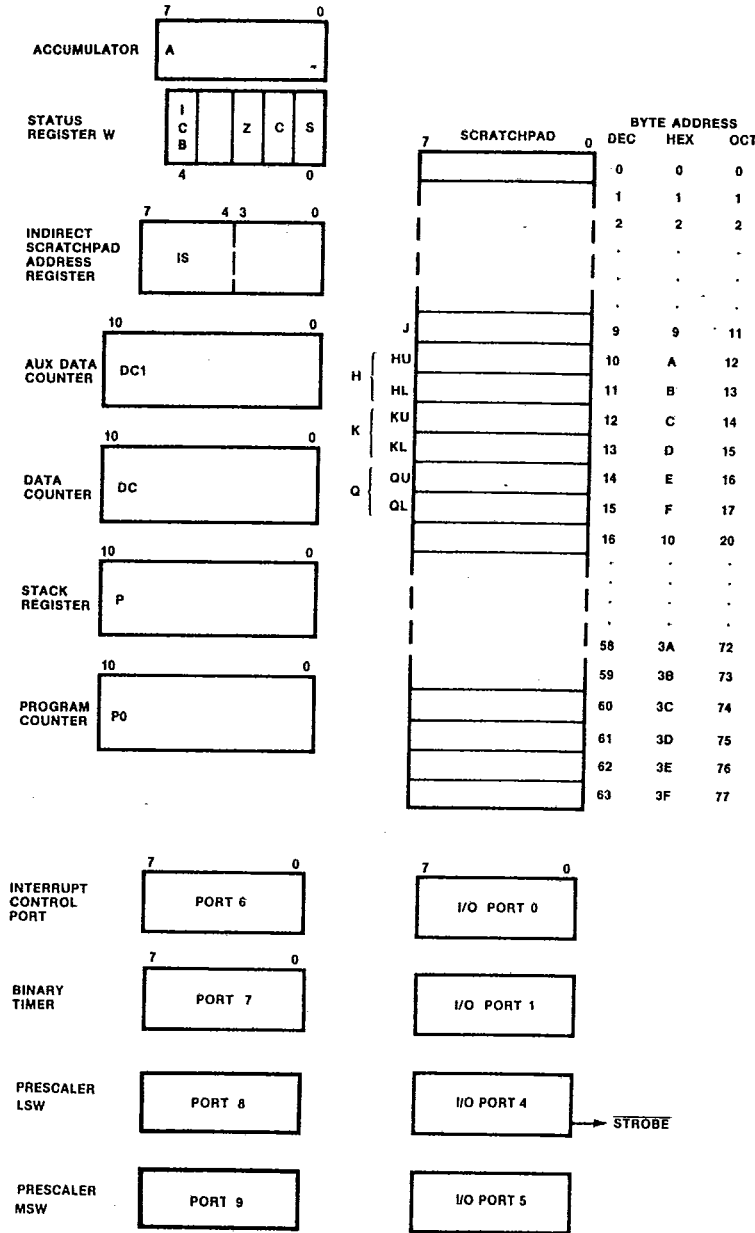 7 0
ACCUMULATOR A
STATUS REGISTER W
I C B Z C S
4 0
7 4 3 0
INDIRECT
SCRATCHPAD
ADDRESS
REGISTER
IS
10 0
AUX DATA
COUNTER
DC1
10 0
DATA
COUNTER
DC
10 0
STACK
REGISTER
P
10 0
PROGRAM
COUNTER
P0
BYTE ADDRESS
7 SCRATCHPAD 0 DEC HEX OCT
0 0 0
1 1 1
2 2 2
. . .
. . .
. . .
J 9 9 11
H HU 10 A 12
HL 11 B 13
K KU 12 C 14
KL 13 D 15
Q QU 14 E 16
QL 15 F 17
16 10 20
. . .
. . .
. . .
. . .
58 3A 72
59 3B 73
60 3C 74
61 3D 75
62 3E 76
63 3F 77
7 0
INTERRUPT
CONTROL
PORT
PORT 6
7 0
I/O PORT 0
7 0
BINARY
TIMER
PORT 7
I/O PORT 1
PRESCALER
LSW
PORT 8
I/O PORT 4
STROBE
PRESCALER
MSW
PORT 9
I/O PORT 5